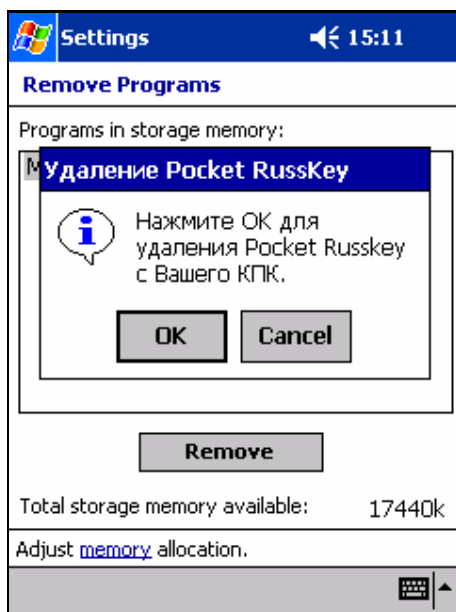 Settings 15:11
Remove Programs
Programs in storage memory:
Удаление Pocket RussKey
Нажмите ОК для
удаления Pocket Russkey
с Вашего КПК.
OK Cancel
Remove
Total storage memory available: 17440k
Adjust memory allocation.